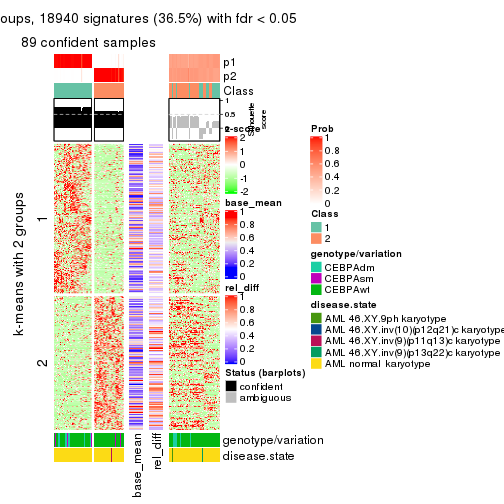 oups, 18940 signatures (36.5%) with fdr < 0.05
89 confident samples
p1
p2
Class
1
0.5
0
Silhouette
score
z-score
2
1
0
-1
-2
base_mean
1
0.8
0.6
0.4
0.2
0
rel_diff
1
0.8
0.6
0.4
0.2
0
Status (barplots)
confident
ambiguous
Prob
1
0.8
0.6
0.4
0.2
0
Class
1
2
genotype/variation
CEBPAdm
CEBPAsm
CEBPAwt
disease.state
AML 46.XY.9ph karyotype
AML 46.XY.inv(10)(p12q21)c karyotype
AML 46.XY.inv(9)(p11q13)c karyotype
AML 46.XY.inv(9)(p13q22)c karyotype
AML normal karyotype
k-means with 2 groups
1
2
genotype/variation
disease.state
base_mean
rel_diff